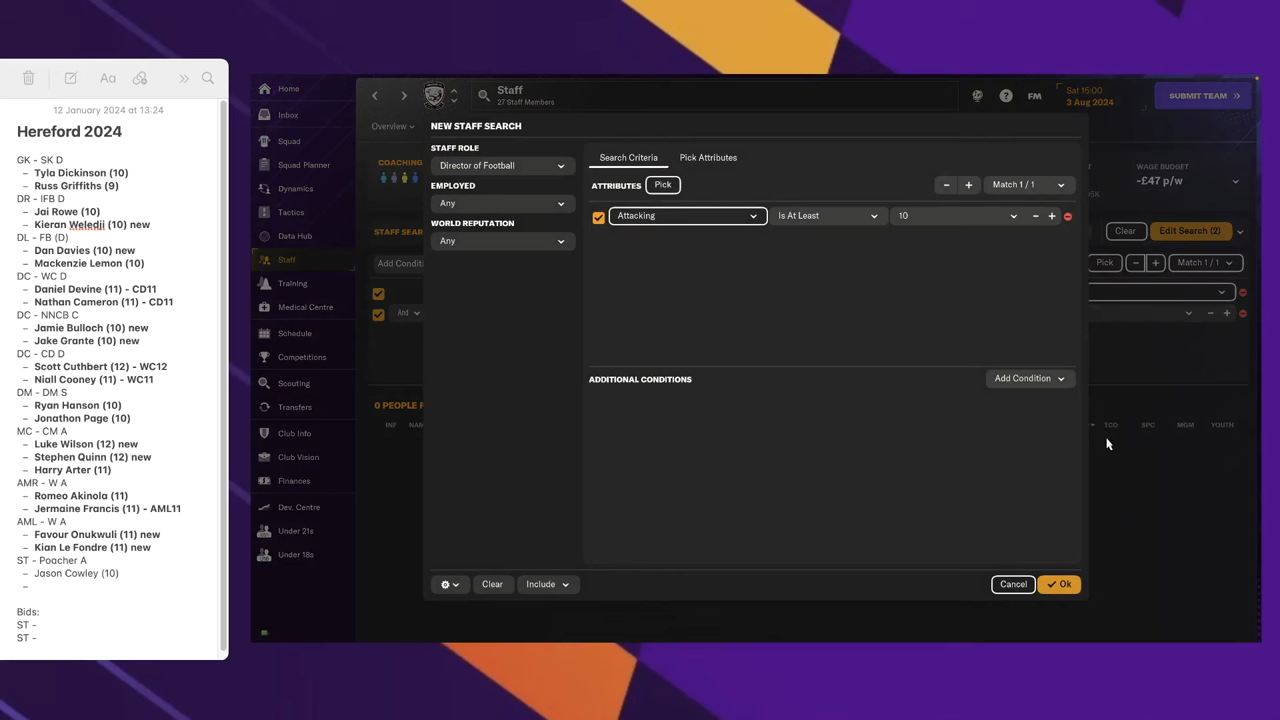 12 January 2024 at 13:24
Hereford 2024
GK - SK D
– Tyla Dickinson (10)
– Russ Griffiths (9)
DR - IFB D
– Jai Rowe (10)
– Kieran Weledji (10) new
DL - FB (D)
– Dan Davies (10) new
– Mackenzie Lemon (10)
DC - WC D
– Daniel Devine (11) - CD11
– Nathan Cameron (11) - CD11
DC - NNCB C
– Jamie Bulloch (10) new
– Jake Grante (10) new
DC - CD D
– Scott Cuthbert (12) - WC12
– Niall Cooney (11) - WC11
DM - DM S
– Ryan Hanson (10)
– Jonathon Page (10)
MC - CM A
– Luke Wilson (12) new
– Stephen Quinn (12) new
– Harry Arter (11)
AMR - W A
– Romeo Akinola (11)
– Jermaine Francis (11) - AML11
AML - W A
– Favour Onukwuli (11) new
– Kian Le Fondre (11) new
ST - Poacher A
– Jason Cowley (10)
–
Bids:
ST -
ST -
Home
Inbox
Squad
Squad Planner
Dynamics
Tactics
Data Hub
Staff
Training
Medical Centre
Schedule
Competitions
Scouting
Transfers
Club Info
Club Vision
Finances
Dev. Centre
Under 21s
Under 18s
Staff
27 Staff Members
FM
Sat 15:00
3 Aug 2024
SUBMIT TEAM
Overview
COACHING
WAGE BUDGET
-£47 p/w
STAFF SEAR
Clear
Edit Search (2)
Add Conditi
Pick
Match 1 / 1
And
0 PEOPLE F
INF NAM
TCO SPC MGM YOUTH
NEW STAFF SEARCH
STAFF ROLE
Director of Football
EMPLOYED
Any
WORLD REPUTATION
Any
Search Criteria Pick Attributes
ATTRIBUTES Pick
Match 1 / 1
Attacking Is At Least 10
ADDITIONAL CONDITIONS
Add Condition
Clear
Include
Cancel
Ok